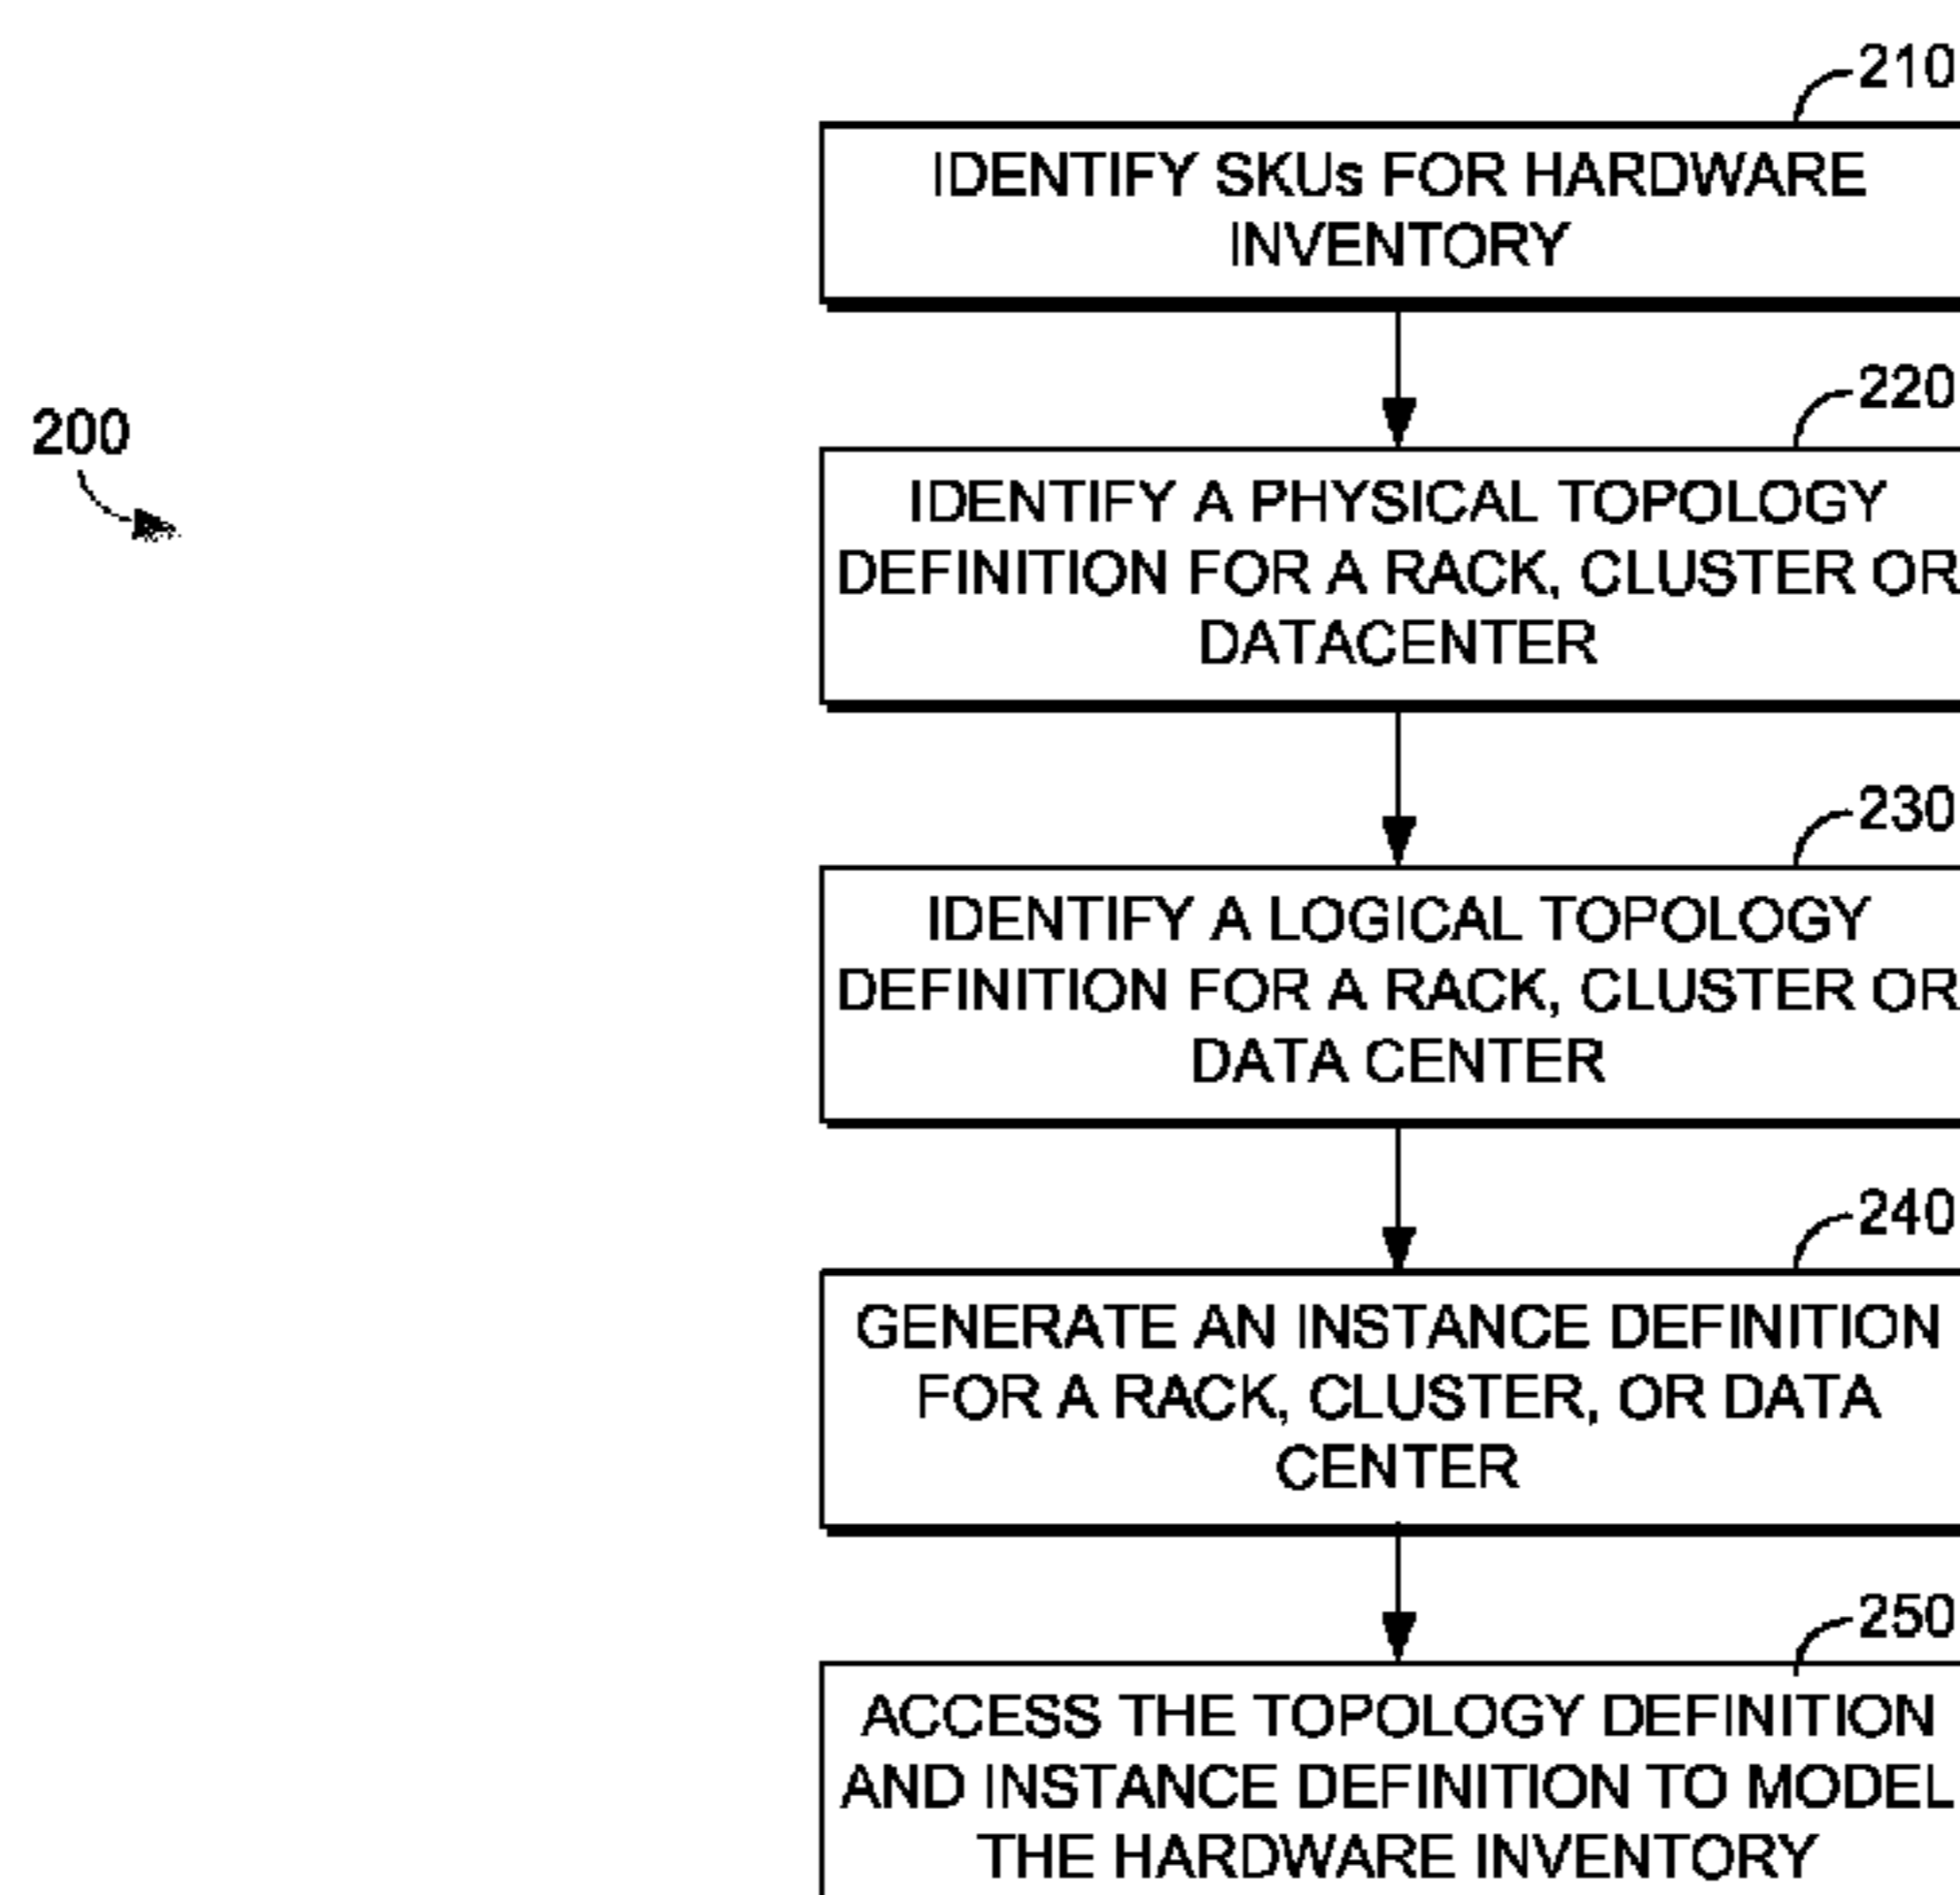 210
IDENTIFY SKUs FOR HARDWARE
INVENTORY
220
200
IDENTIFY A PHYSICAL TOPOLOGY
DEFINITION FOR A RACK, CLUSTER OR
DATACENTER
230
IDENTIFY A LOGICAL TOPOLOGY
DEFINITION FOR A RACK, CLUSTER OR
DATA CENTER
240
GENERATE AN INSTANCE DEFINITION
FOR A RACK, CLUSTER, OR DATA
CENTER
250
ACCESS THE TOPOLOGY DEFINITION
AND INSTANCE DEFINITION TO MODEL
THE HARDWARE INVENTORY